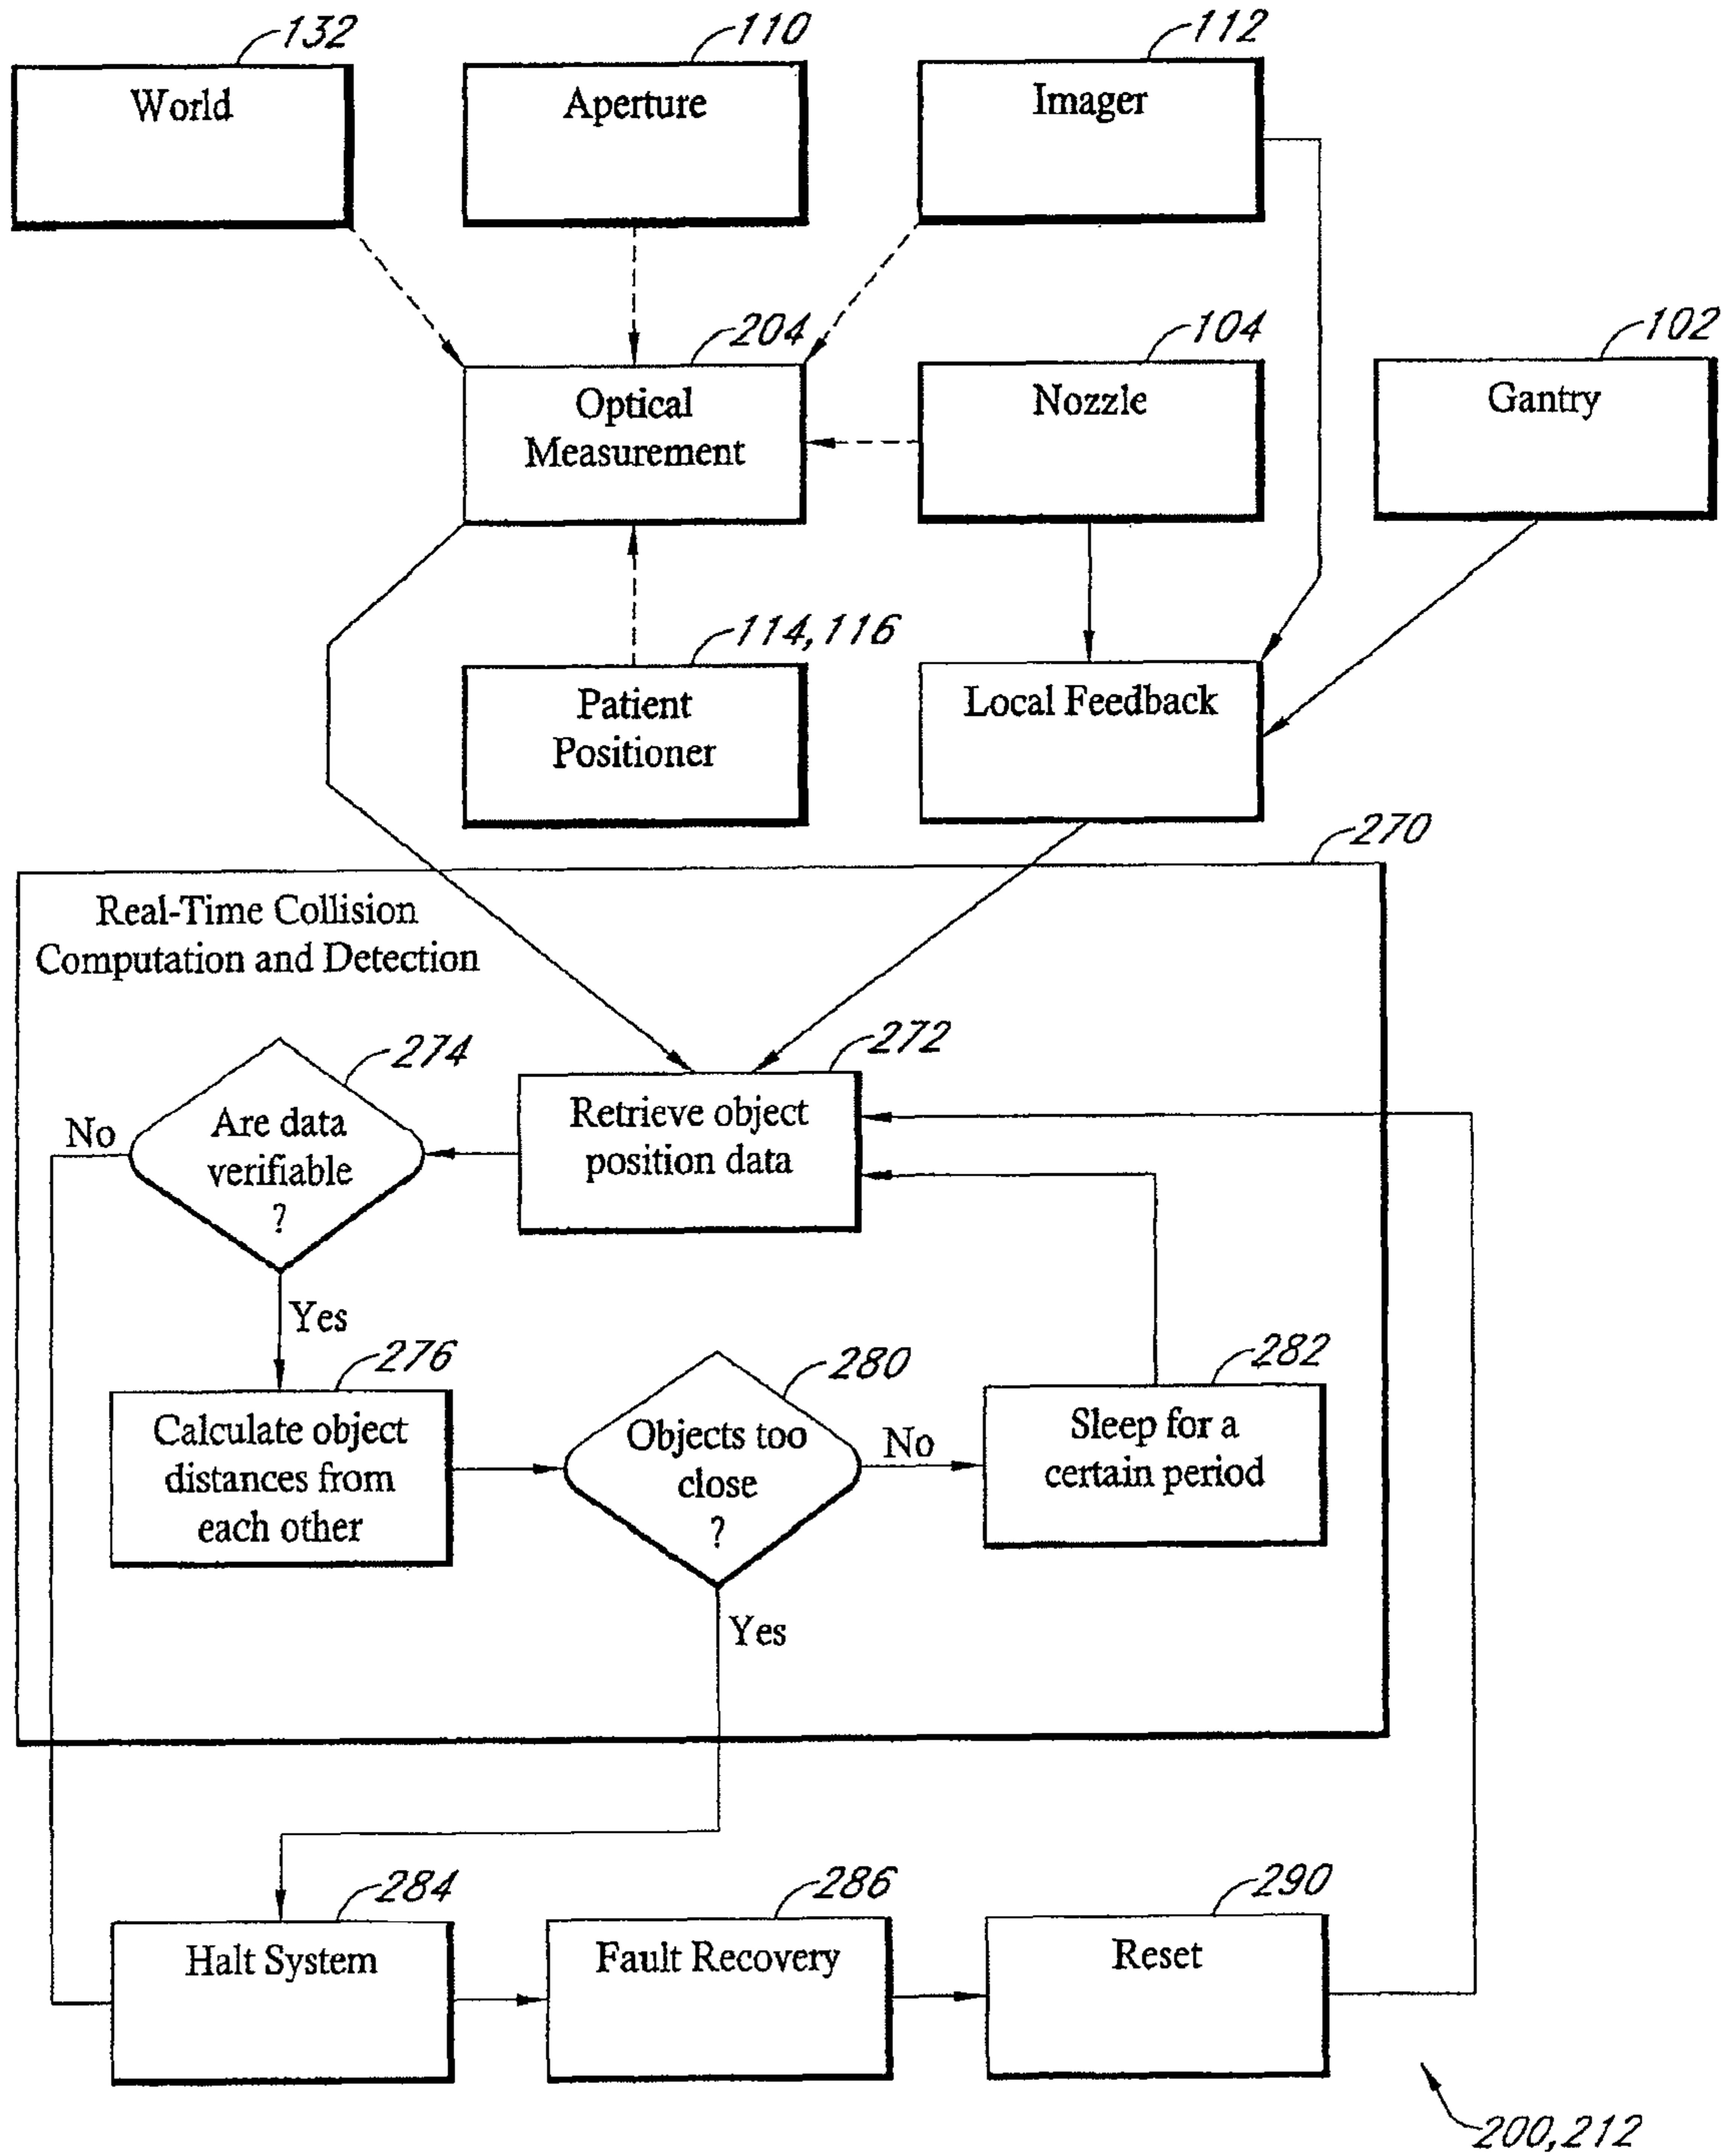 132
110
112
World
Aperture
Imager
204
104
102
Optical
Measurement
Nozzle
Gantry
114, 116
Patient
Positioner
Local Feedback
270
Real-Time Collision
Computation and Detection
274
272
No
Are data
verifiable
?
Retrieve object
position data
Yes
276
280
282
Calculate object
distances from
each other
Objects too
close
?
No
Sleep for a
certain period
Yes
284
286
290
Halt System
Fault Recovery
Reset
200, 212